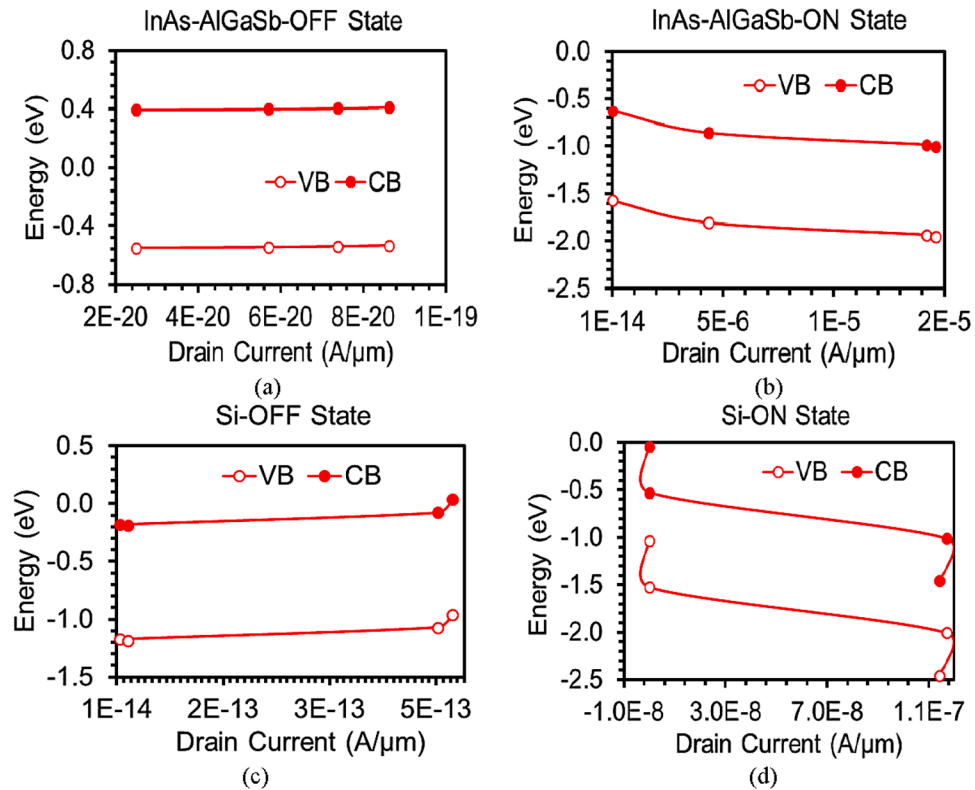 InAs-AlGaSb-OFF State
0.8
0.4
0.0
-0.4
-0.8
Energy (eV)
VB CB
2E-20 4E-20 6E-20 8E-20 1E-19
Drain Current (A/µm)
(a)
InAs-AlGaSb-ON State
0.0
-0.5
-1.0
-1.5
-2.0
-2.5
Energy (eV)
VB CB
1E-14 5E-6 1E-5 2E-5
Drain Current (A/µm)
(b)
Si-OFF State
0.5
0.0
-0.5
-1.0
-1.5
Energy (eV)
VB CB
1E-14 2E-13 3E-13 5E-13
Drain Current (A/µm)
(c)
Si-ON State
0.0
-0.5
-1.0
-1.5
-2.0
-2.5
Energy (eV)
VB CB
-1.0E-8 3.0E-8 7.0E-8 1.1E-7
Drain Current (A/µm)
(d)